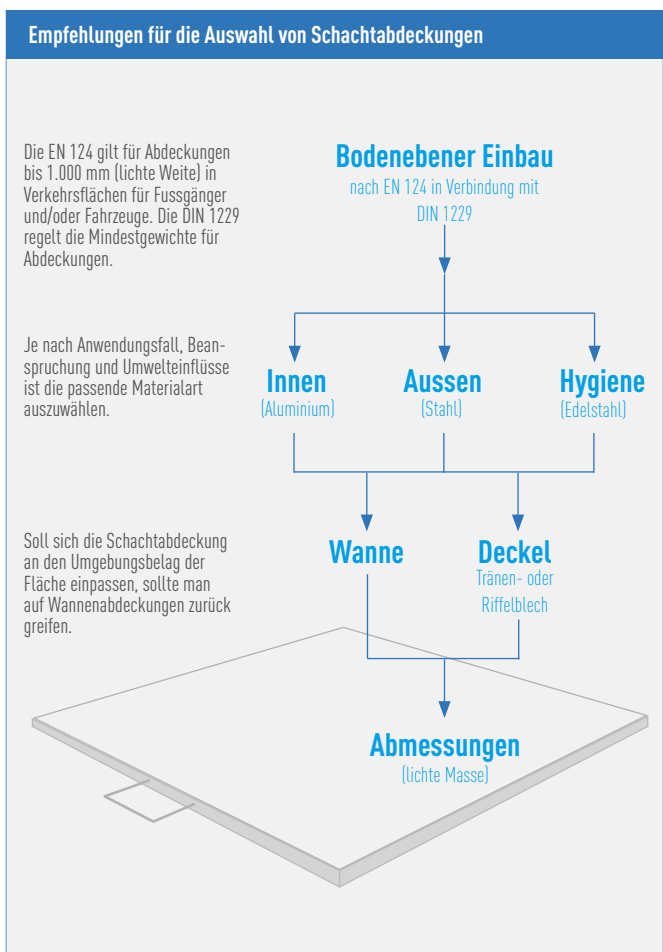 Empfehlungen für die Auswahl von Schachtabdeckungen
Die EN 124 gilt für Abdeckungen
bis 1.000 mm (lichte Weite) in
Verkehrsflächen für Fussgänger
und/oder Fahrzeuge. Die DIN 1229
regelt die Mindestgewichte für
Abdeckungen.
Bodenebener Einbau
nach EN 124 in Verbindung mit
DIN 1229
Je nach Anwendungsfall, Bean-
spruchung und Umwelteinflüsse
ist die passende Materialart
auszuwählen.
Innen
(Aluminium)
Aussen
(Stahl)
Hygiene
(Edelstahl)
Soll sich die Schachtabdeckung
an den Umgebungsbelag der
Fläche einpassen, sollte man
auf Wannenabdeckungen zurück
greifen.
Wanne
Deckel
Tränen- oder
Riffelblech
Abmessungen
(lichte Masse)